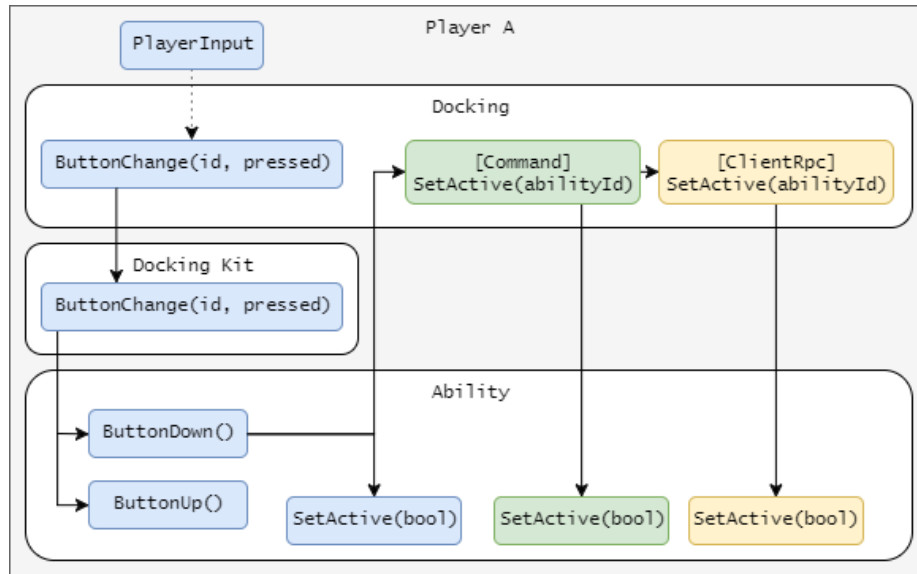 Player A
PlayerInput
Docking
ButtonChange(id, pressed)
[Command]
SetActive(abilityId)
[ClientRpc]
SetActive(abilityId)
Docking Kit
ButtonChange(id, pressed)
Ability
ButtonDown()
ButtonUp()
SetActive(bool)
SetActive(bool)
SetActive(bool)